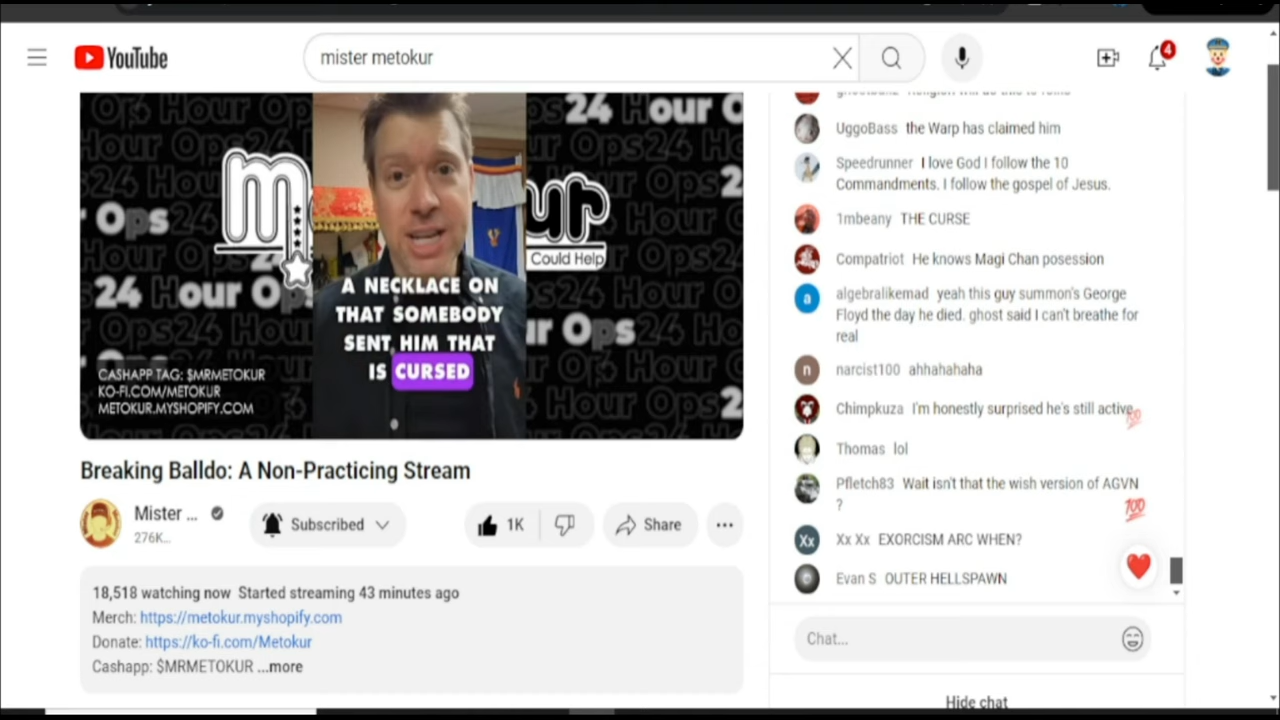 YouTube
mister metokur
4
24 Hour Ops
m
ur
Could Help
A NECKLACE ON
THAT SOMEBODY
SENT HIM THAT
IS CURSED
CASHAPP TAG: $MRMETOKUR
KO-FI.COM/METOKUR
METOKUR.MYSHOPIFY.COM
Breaking Balldo: A Non-Practicing Stream
Mister ...
276K...
Subscribed
1K
Share
18,518 watching now Started streaming 43 minutes ago
Merch: https://metokur.myshopify.com
Donate: https://ko-fi.com/Metokur
Cashapp: $MRMETOKUR ...more
UggoBass the Warp has claimed him
Speedrunner I love God I follow the 10
Commandments. I follow the gospel of Jesus.
1mbeany THE CURSE
Compatriot He knows Magi Chan posession
a
algebralikemad yeah this guy summon's George
Floyd the day he died. ghost said I can't breathe for
real
n
narcist100 ahhahahaha
Chimpkuza I'm honestly surprised he's still active
Thomas lol
Pfletch83 Wait isn't that the wish version of AGVN
?
100
Xx
Xx Xx EXORCISM ARC WHEN?
Evan S OUTER HELLSPAWN
Chat...
Hide chat